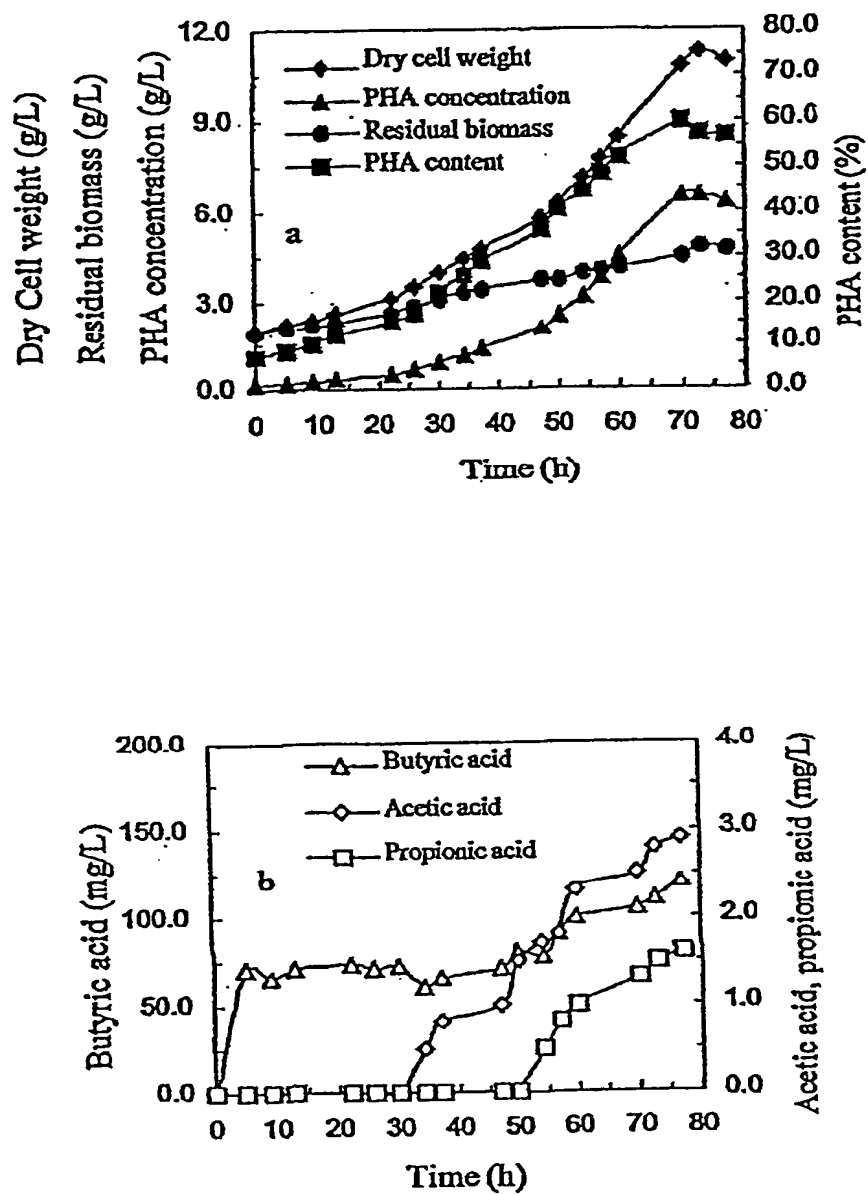 Dry Cell weight (g/L)
Residual biomass (g/L)
PHA concentration (g/L)
12.0
9.0
6.0
3.0
0.0
Dry cell weight
PHA concentration
Residual biomass
PHA content
a
80.0
70.0
60.0
50.0
40.0
30.0
20.0
10.0
0.0
PHA content (%)
0 10 20 30 40 50 60 70 80
Time (h)
Butyric acid (mg/L)
200.0
150.0
100.0
50.0
0.0
Butyric acid
Acetic acid
Propionic acid
b
4.0
3.0
2.0
1.0
0.0
Acetic acid, propionic acid (mg/L)
0 10 20 30 40 50 60 70 80
Time (h)